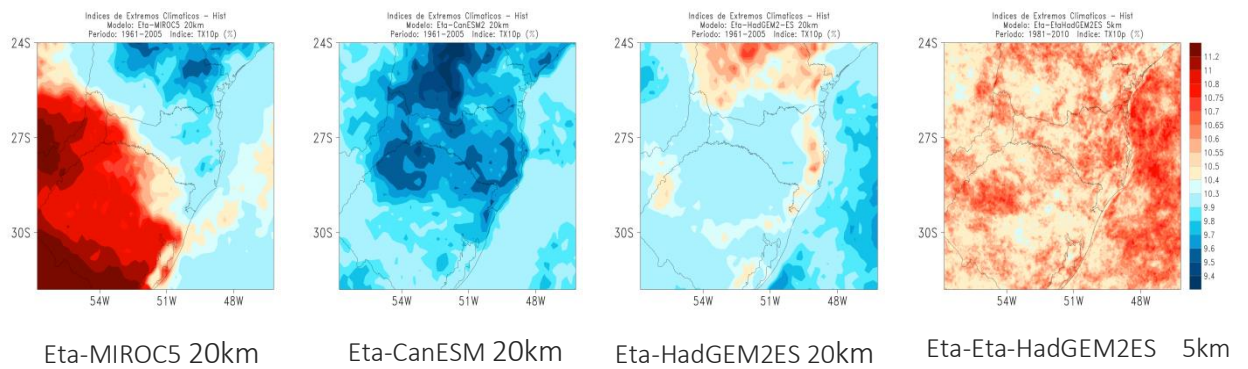 Indices de Extremos Climaticos - Hist
Modelo: Eta-MIROC5 20km
Periodo: 1961-2005 Indice: TX10p (%)
24S
27S
30S
54W 51W 48W
Eta-MIROC5 20km
Indices de Extremos Climaticos - Hist
Modelo: Eta-CanESM2 20km
Periodo: 1961-2005 Indice: TX10p (%)
24S
27S
30S
54W 51W 48W
Eta-CanESM 20km
Indices de Extremos Climaticos - Hist
Modelo: Eta-HadGEM2-ES 20km
Periodo: 1961-2005 Indice: TX10p (%)
24S
27S
30S
54W 51W 48W
Eta-HadGEM2ES 20km
Indices de Extremos Climaticos - Hist
Modelo: Eta-EtaHadGEM2ES 5km
Periodo: 1981-2010 Indice: TX10p (%)
24S
27S
30S
54W 51W 48W
11.2
11
10.8
10.75
10.7
10.65
10.6
10.55
10.5
10.4
10.3
9.9
9.8
9.7
9.6
9.5
9.4
Eta-Eta-HadGEM2ES 5km